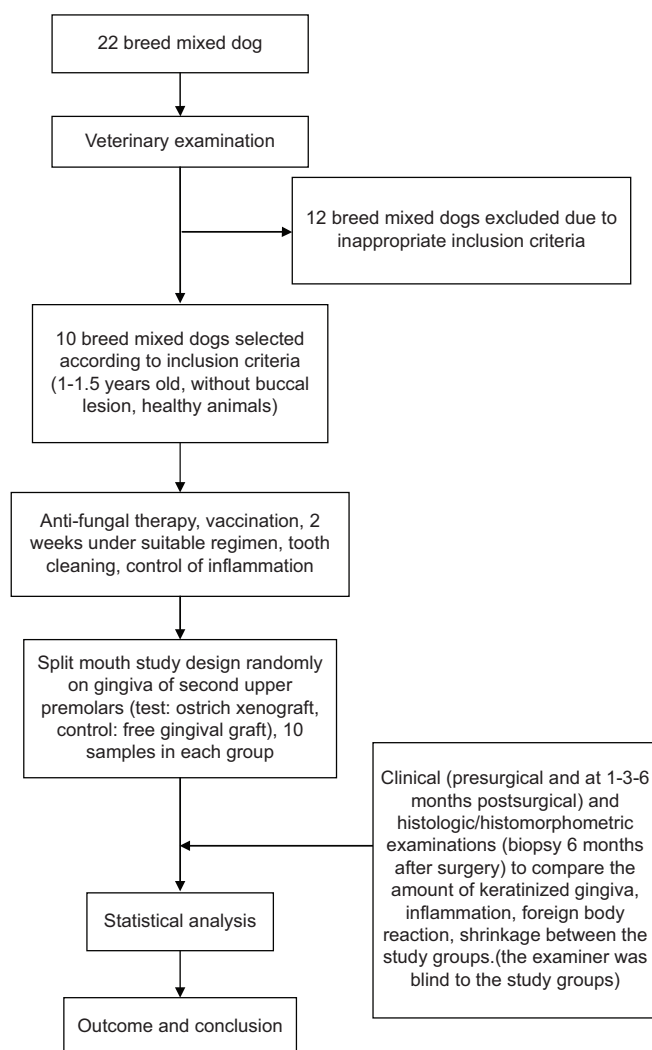 22 breed mixed dog
Veterinary examination
12 breed mixed dogs excluded due to
inappropriate inclusion criteria
10 breed mixed dogs selected
according to inclusion criteria
(1-1.5 years old, without buccal
lesion, healthy animals)
Anti-fungal therapy, vaccination, 2
weeks under suitable regimen, tooth
cleaning, control of inflammation
Split mouth study design randomly
on gingiva of second upper
premolars (test: ostrich xenograft,
control: free gingival graft), 10
samples in each group
Clinical (presurgical and at 1-3-6
months postsurgical) and
histologic/histomorphometric
examinations (biopsy 6 months
after surgery) to compare the
amount of keratinized gingiva,
inflammation, foreign body
reaction, shrinkage between the
study groups.(the examiner was
blind to the study groups)
Statistical analysis
Outcome and conclusion